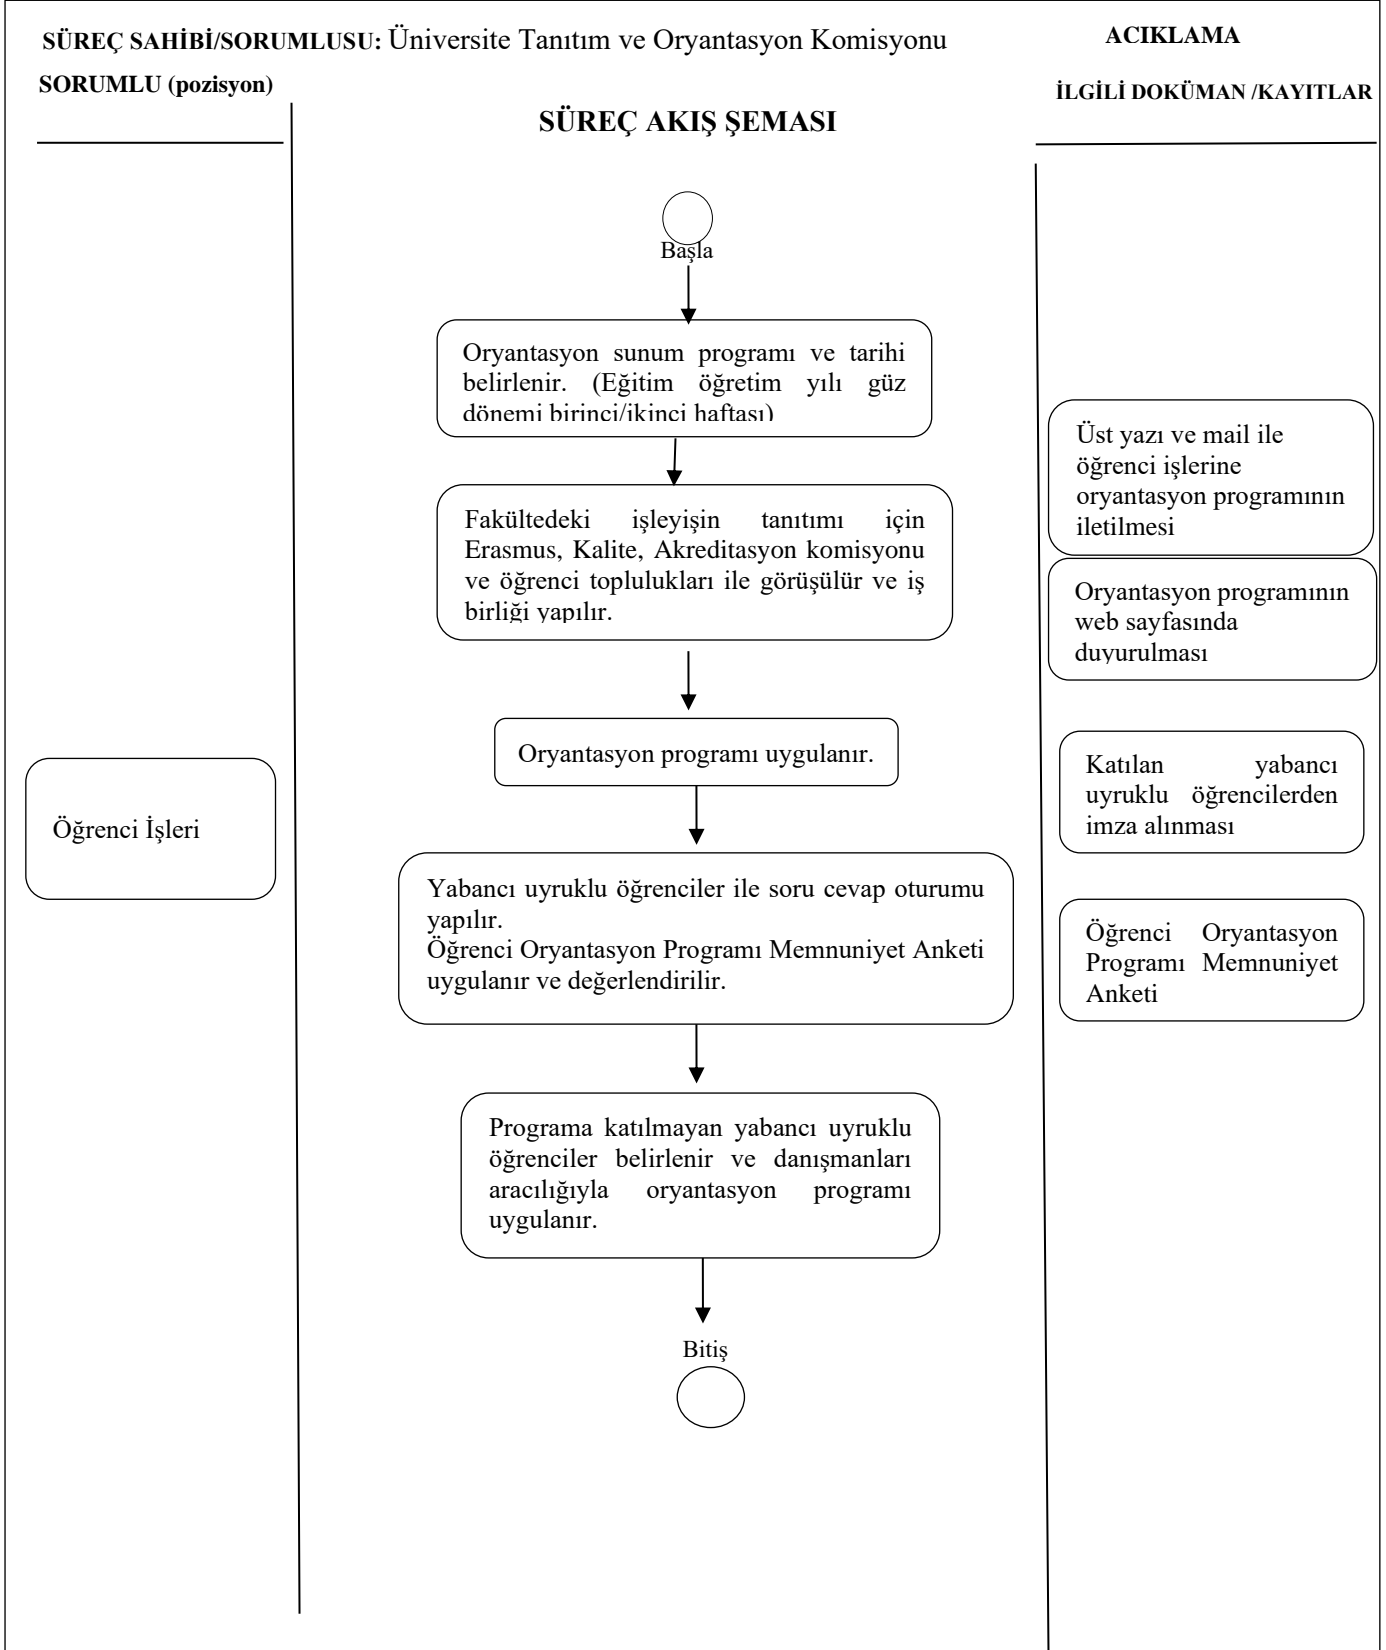 SÜREÇ SAHİBİ/SORUMLUSU: Üniversite Tanıtım ve Oryantasyon Komisyonu
ACIKLAMA
SORUMLU (pozisyon)
İLGİLİ DOKÜMAN /KAYITLAR
SÜREÇ AKIŞ ŞEMASI
Başla
Oryantasyon sunum programı ve tarihi
belirlenir. (Eğitim öğretim yılı güz
dönemi birinci/ikinci haftası)
Üst yazı ve mail ile
öğrenci işlerine
oryantasyon programının
iletilmesi
Fakültedeki işleyişin tanıtımı için
Erasmus, Kalite, Akreditasyon komisyonu
ve öğrenci toplulukları ile görüşülür ve iş
birliği yapılır.
Oryantasyon programının
web sayfasında
duyurulması
Oryantasyon programı uygulanır.
Katılan yabancı
uyruklu öğrencilerden
imza alınması
Öğrenci İşleri
Yabancı uyruklu öğrenciler ile soru cevap oturumu
yapılır.
Öğrenci Oryantasyon Programı Memnuniyet Anketi
uygulanır ve değerlendirilir.
Öğrenci Oryantasyon
Programı Memnuniyet
Anketi
Programa katılmayan yabancı uyruklu
öğrenciler belirlenir ve danışmanları
aracılığıyla oryantasyon programı
uygulanır.
Bitiş